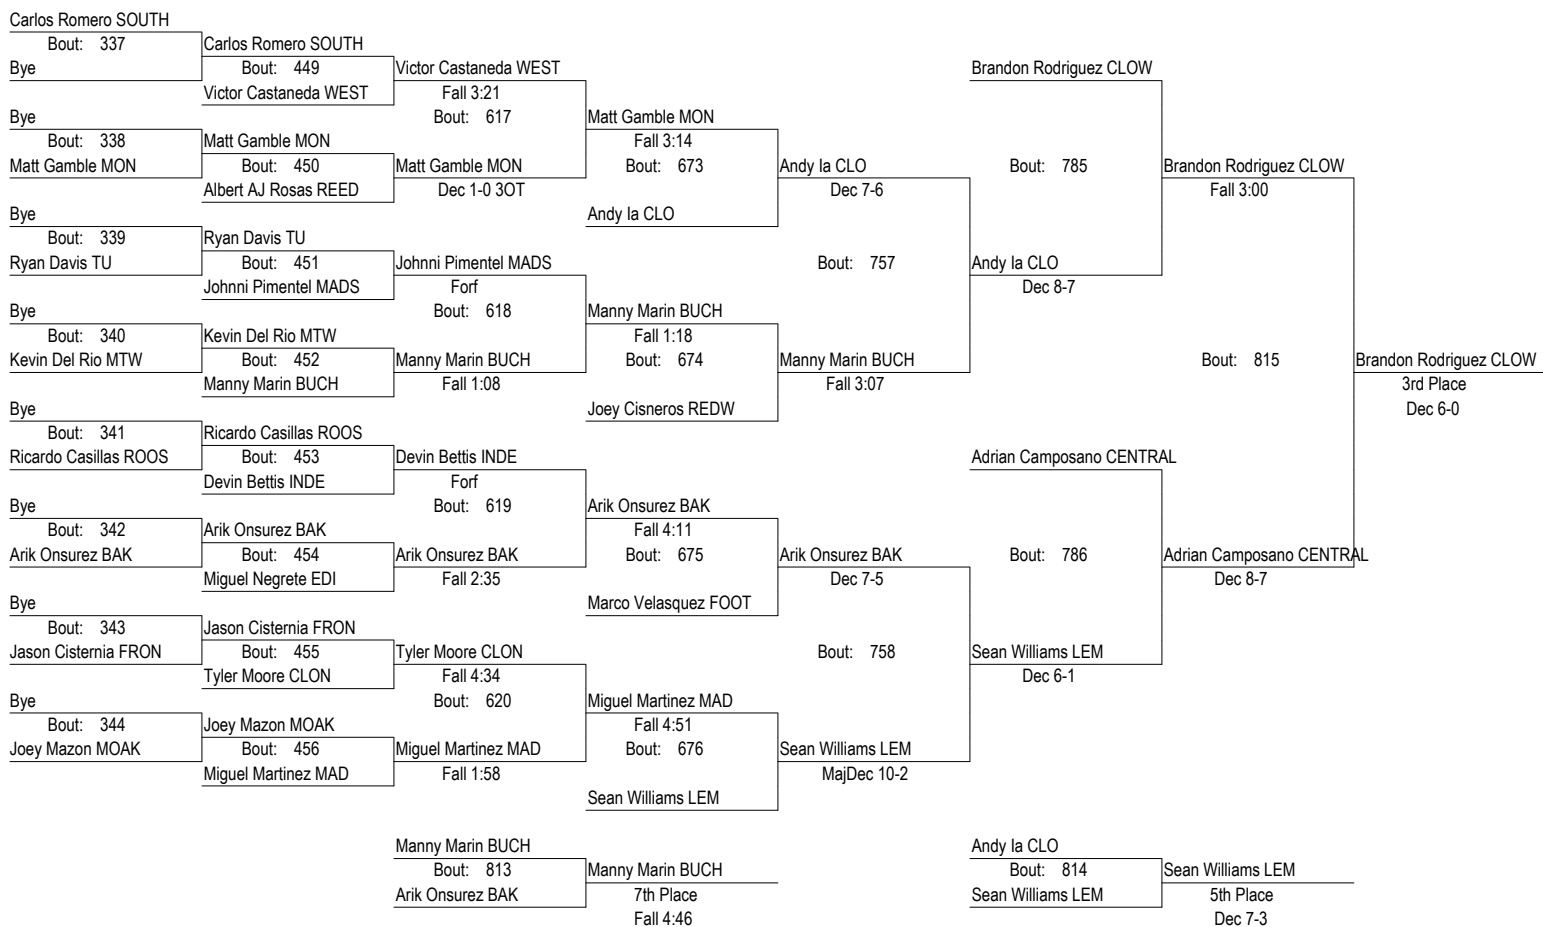 Carlos Romero SOUTH
Bout: 337
Bye
Bye
Bout: 338
Matt Gamble MON
Bye
Bout: 339
Ryan Davis TU
Bye
Bout: 340
Kevin Del Rio MTW
Bye
Bout: 341
Ricardo Casillas ROOS
Bye
Bout: 342
Arik Onsurez BAK
Bye
Bout: 343
Jason Cisternia FRON
Bye
Bout: 344
Joey Mazon MOAK
Carlos Romero SOUTH
Bout: 449
Victor Castaneda WEST
Matt Gamble MON
Bout: 450
Albert AJ Rosas REED
Ryan Davis TU
Bout: 451
Johnni Pimentel MADS
Kevin Del Rio MTW
Bout: 452
Manny Marin BUCH
Ricardo Casillas ROOS
Bout: 453
Devin Bettis INDE
Arik Onsurez BAK
Bout: 454
Miguel Negrete EDI
Jason Cisternia FRON
Bout: 455
Tyler Moore CLON
Joey Mazon MOAK
Bout: 456
Miguel Martinez MAD
Victor Castaneda WEST
Fall 3:21
Bout: 617
Matt Gamble MON
Dec 1-0 3OT
Johnni Pimentel MADS
Forf
Bout: 618
Manny Marin BUCH
Fall 1:08
Devin Bettis INDE
Forf
Bout: 619
Arik Onsurez BAK
Fall 2:35
Tyler Moore CLON
Fall 4:34
Bout: 620
Miguel Martinez MAD
Fall 1:58
Matt Gamble MON
Fall 3:14
Bout: 673
Andy Ia CLO
Manny Marin BUCH
Fall 1:18
Bout: 674
Joey Cisneros REDW
Arik Onsurez BAK
Fall 4:11
Bout: 675
Marco Velasquez FOOT
Miguel Martinez MAD
Fall 4:51
Bout: 676
Sean Williams LEM
Andy Ia CLO
Dec 7-6
Bout: 757
Manny Marin BUCH
Fall 3:07
Arik Onsurez BAK
Dec 7-5
Bout: 758
Sean Williams LEM
MajDec 10-2
Brandon Rodriguez CLOW
Bout: 785
Andy Ia CLO
Dec 8-7
Adrian Camposano CENTRAL
Bout: 786
Sean Williams LEM
Dec 6-1
Brandon Rodriguez CLOW
Fall 3:00
Bout: 815
Adrian Camposano CENTRAL
Dec 8-7
Brandon Rodriguez CLOW
3rd Place
Dec 6-0
Manny Marin BUCH
Bout: 813
Arik Onsurez BAK
Manny Marin BUCH
7th Place
Fall 4:46
Andy Ia CLO
Bout: 814
Sean Williams LEM
Sean Williams LEM
5th Place
Dec 7-3